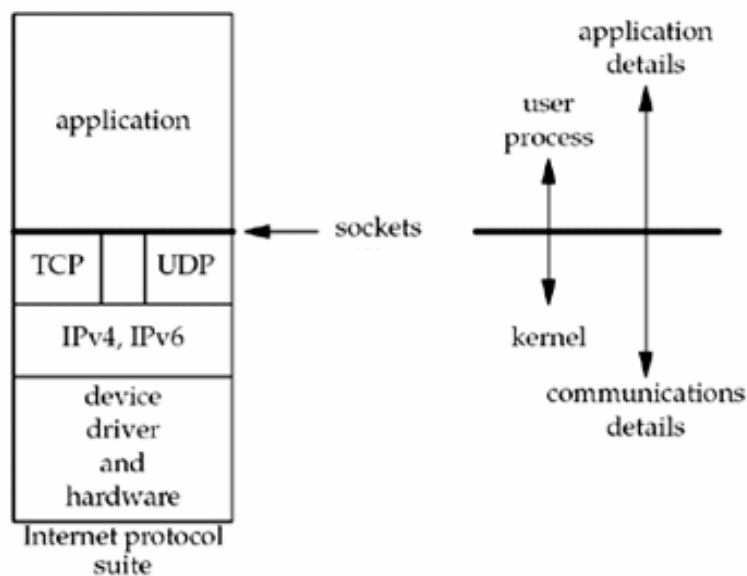 application
TCP
UDP
IPv4, IPv6
device
driver
and
hardware
Internet protocol
suite
sockets
application
details
user
process
kernel
communications
details